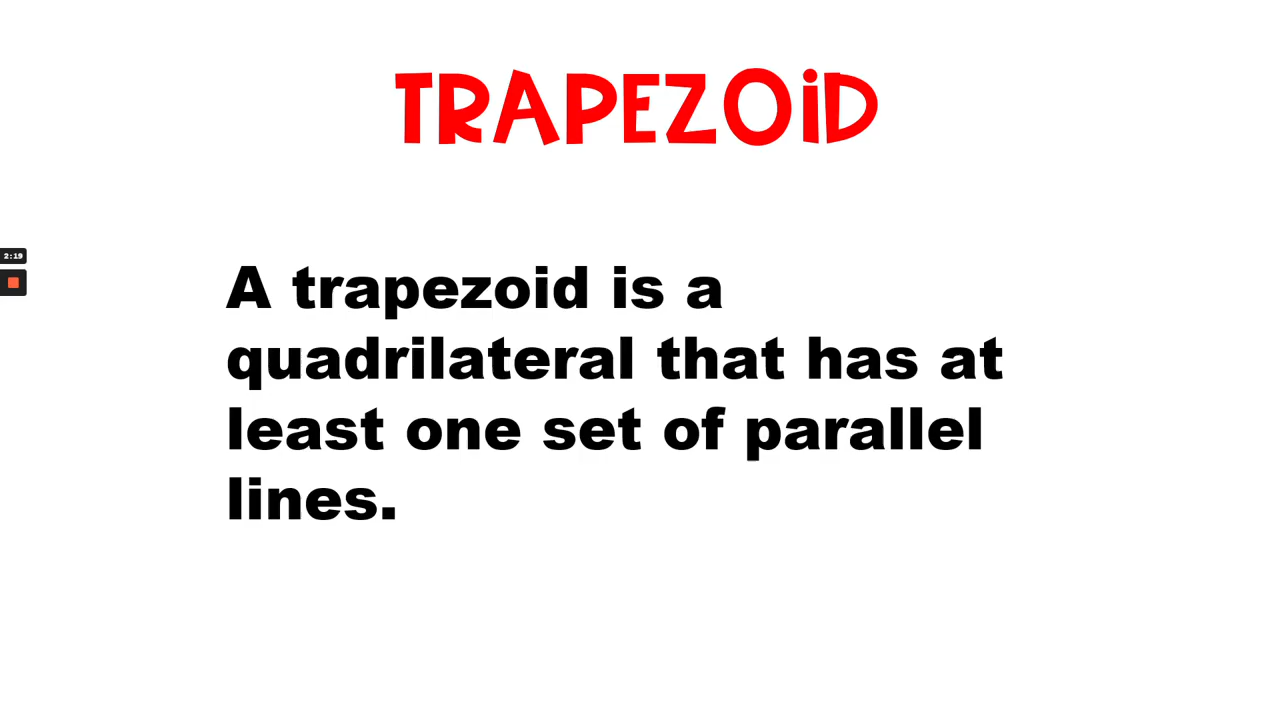 TRAPEZOiD
2:19
A trapezoid is a
quadrilateral that has at
least one set of parallel
lines.